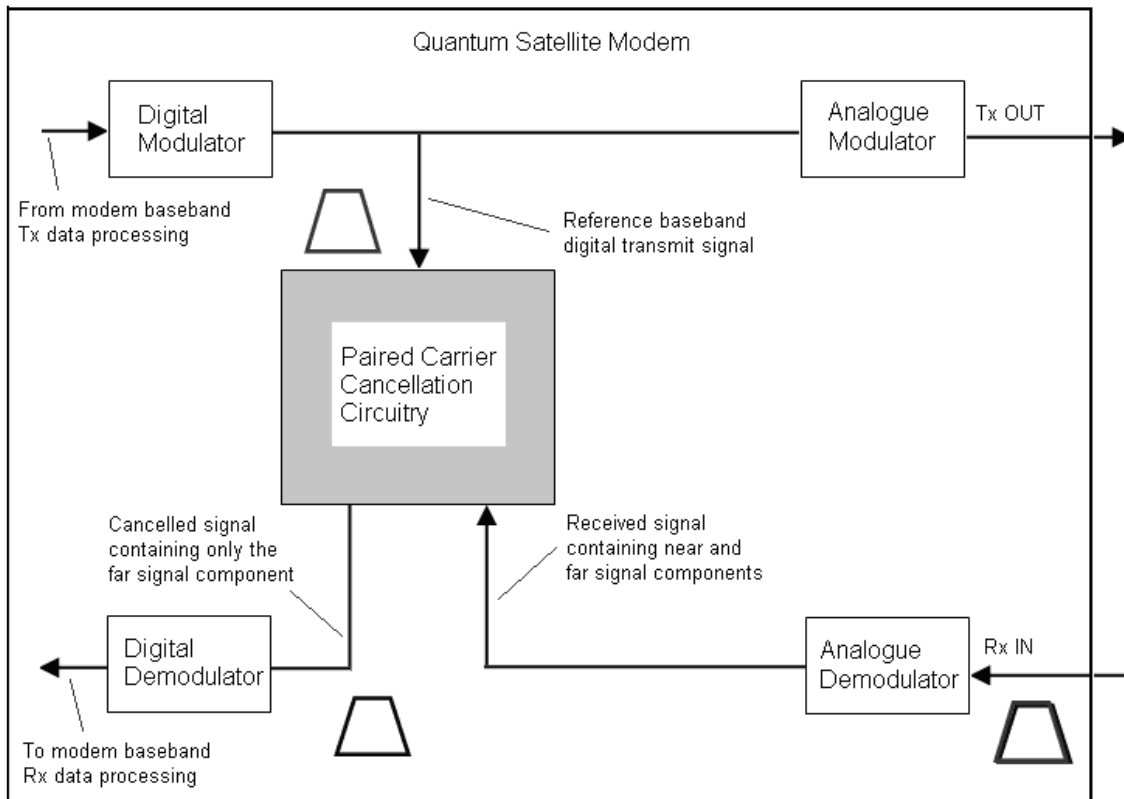 Quantum Satellite Modem
Digital
Modulator
Analogue
Modulator
Tx OUT
From modem baseband
Tx data processing
Reference baseband
digital transmit signal
Paired Carrier
Cancellation
Circuitry
Cancelled signal
containing only the
far signal component
Received signal
containing near and
far signal components
Digital
Demodulator
Analogue
Demodulator
Rx IN
To modem baseband
Rx data processing